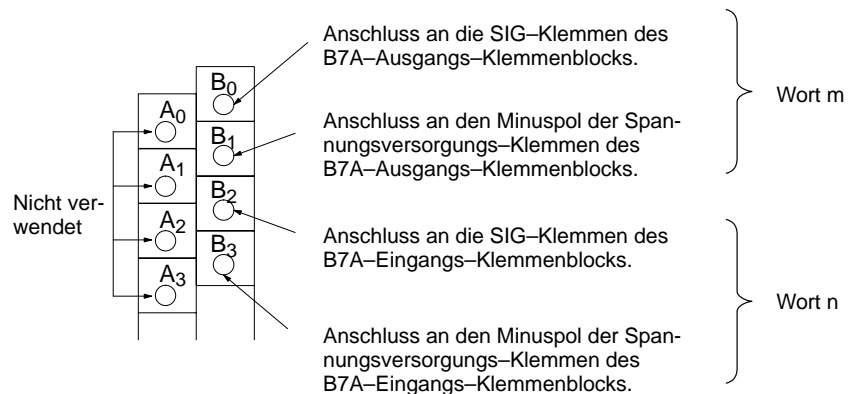 Anschluss an die SIG–Klemmen des
B7A–Ausgangs–Klemmenblocks.
B0
Wort m
A0
B1
Anschluss an den Minuspol der Span-
nungsversorgungs–Klemmen des
B7A–Ausgangs–Klemmenblocks.
A1
B2
Nicht ver-
wendet
A2
B3
Anschluss an die SIG–Klemmen des
B7A–Eingangs–Klemmenblocks.
A3
Wort n
Anschluss an den Minuspol der Span-
nungsversorgungs–Klemmen des
B7A–Eingangs–Klemmenblocks.